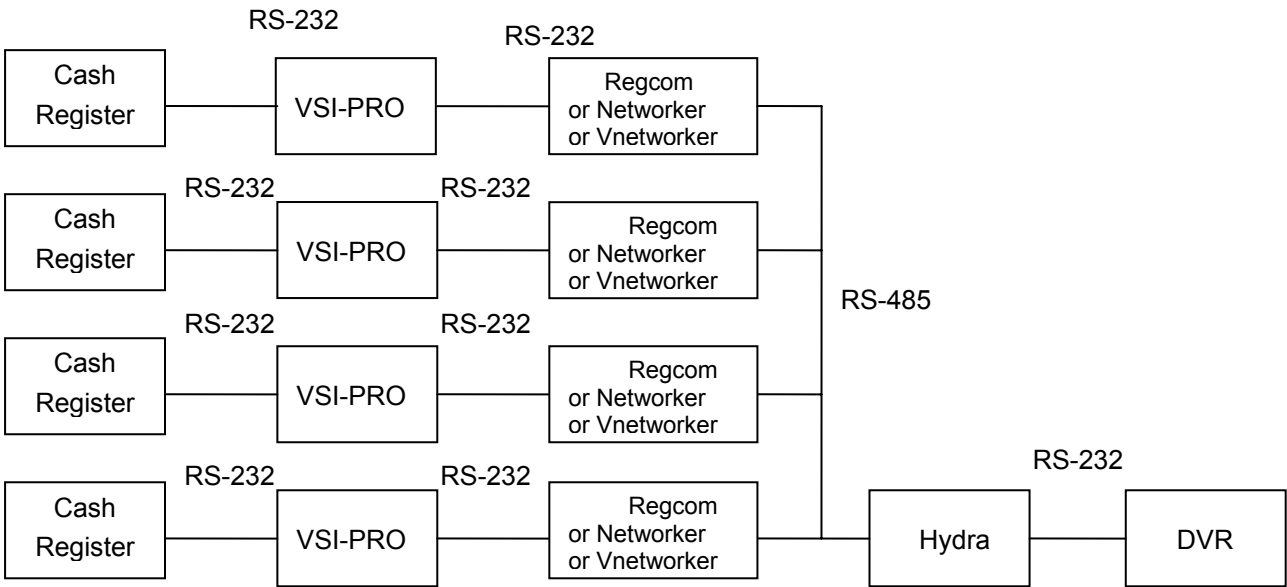 RS-232
RS-232
Cash
Register
VSI-PRO
Regcom
or Networker
or Vnetworker
RS-232
RS-232
Cash
Register
VSI-PRO
Regcom
or Networker
or Vnetworker
RS-485
RS-232
RS-232
Cash
Register
VSI-PRO
Regcom
or Networker
or Vnetworker
RS-232
RS-232
RS-232
Cash
Register
VSI-PRO
Regcom
or Networker
or Vnetworker
Hydra
DVR